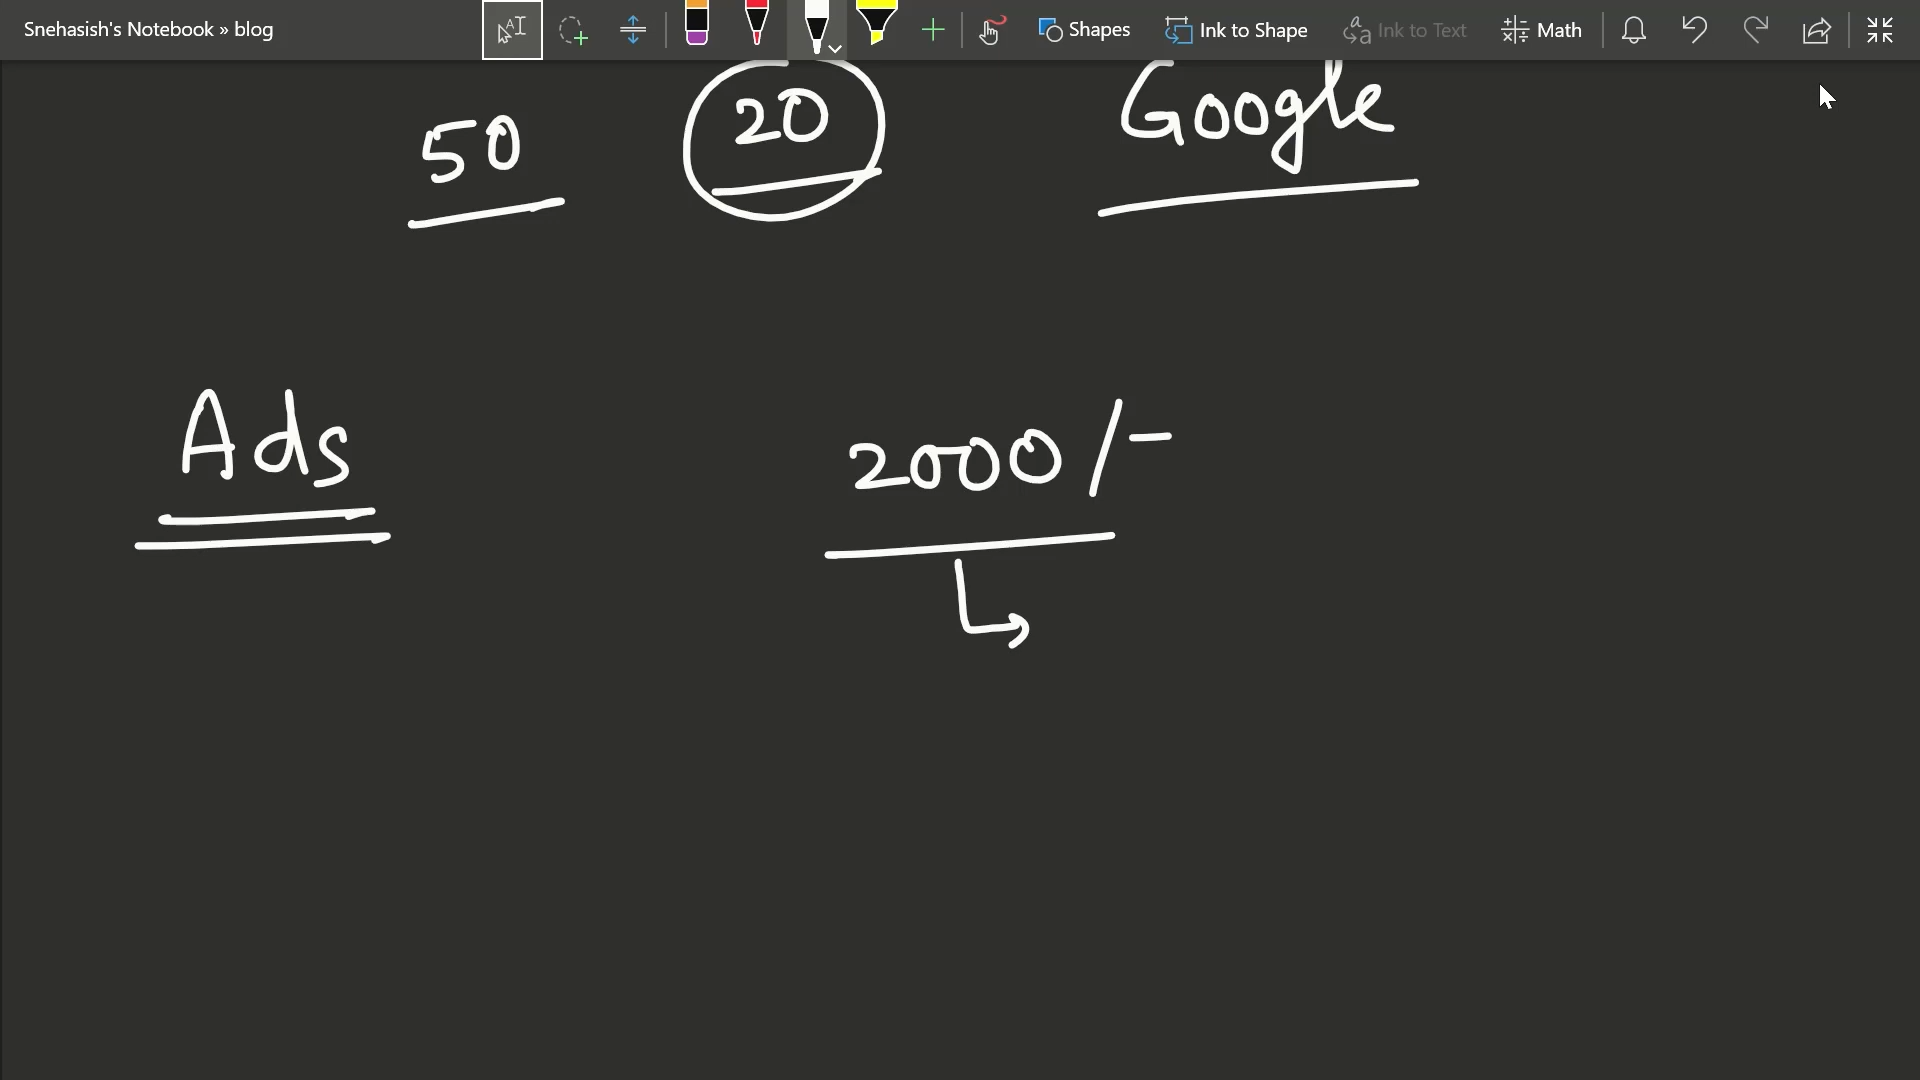 Snehasish's Notebook » blog
Shapes Ink to Shape Ink to Text Math
50 20 Google
Ads 2000/-